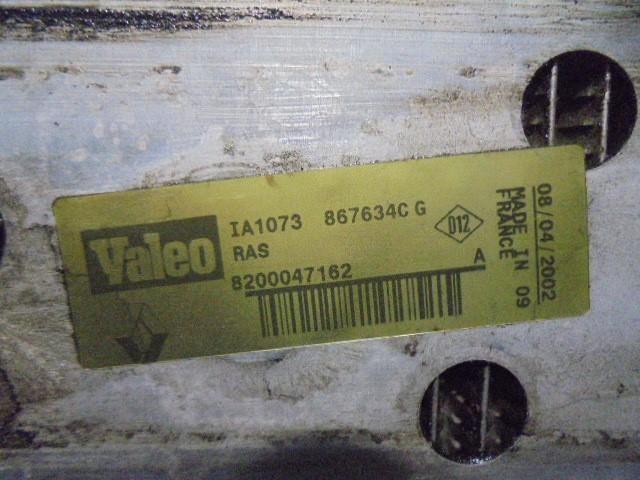 Valeo
IA1073 867634C G
RAS
8200047162
A
D12
MADE IN 09
FRANCE
08/04/2002